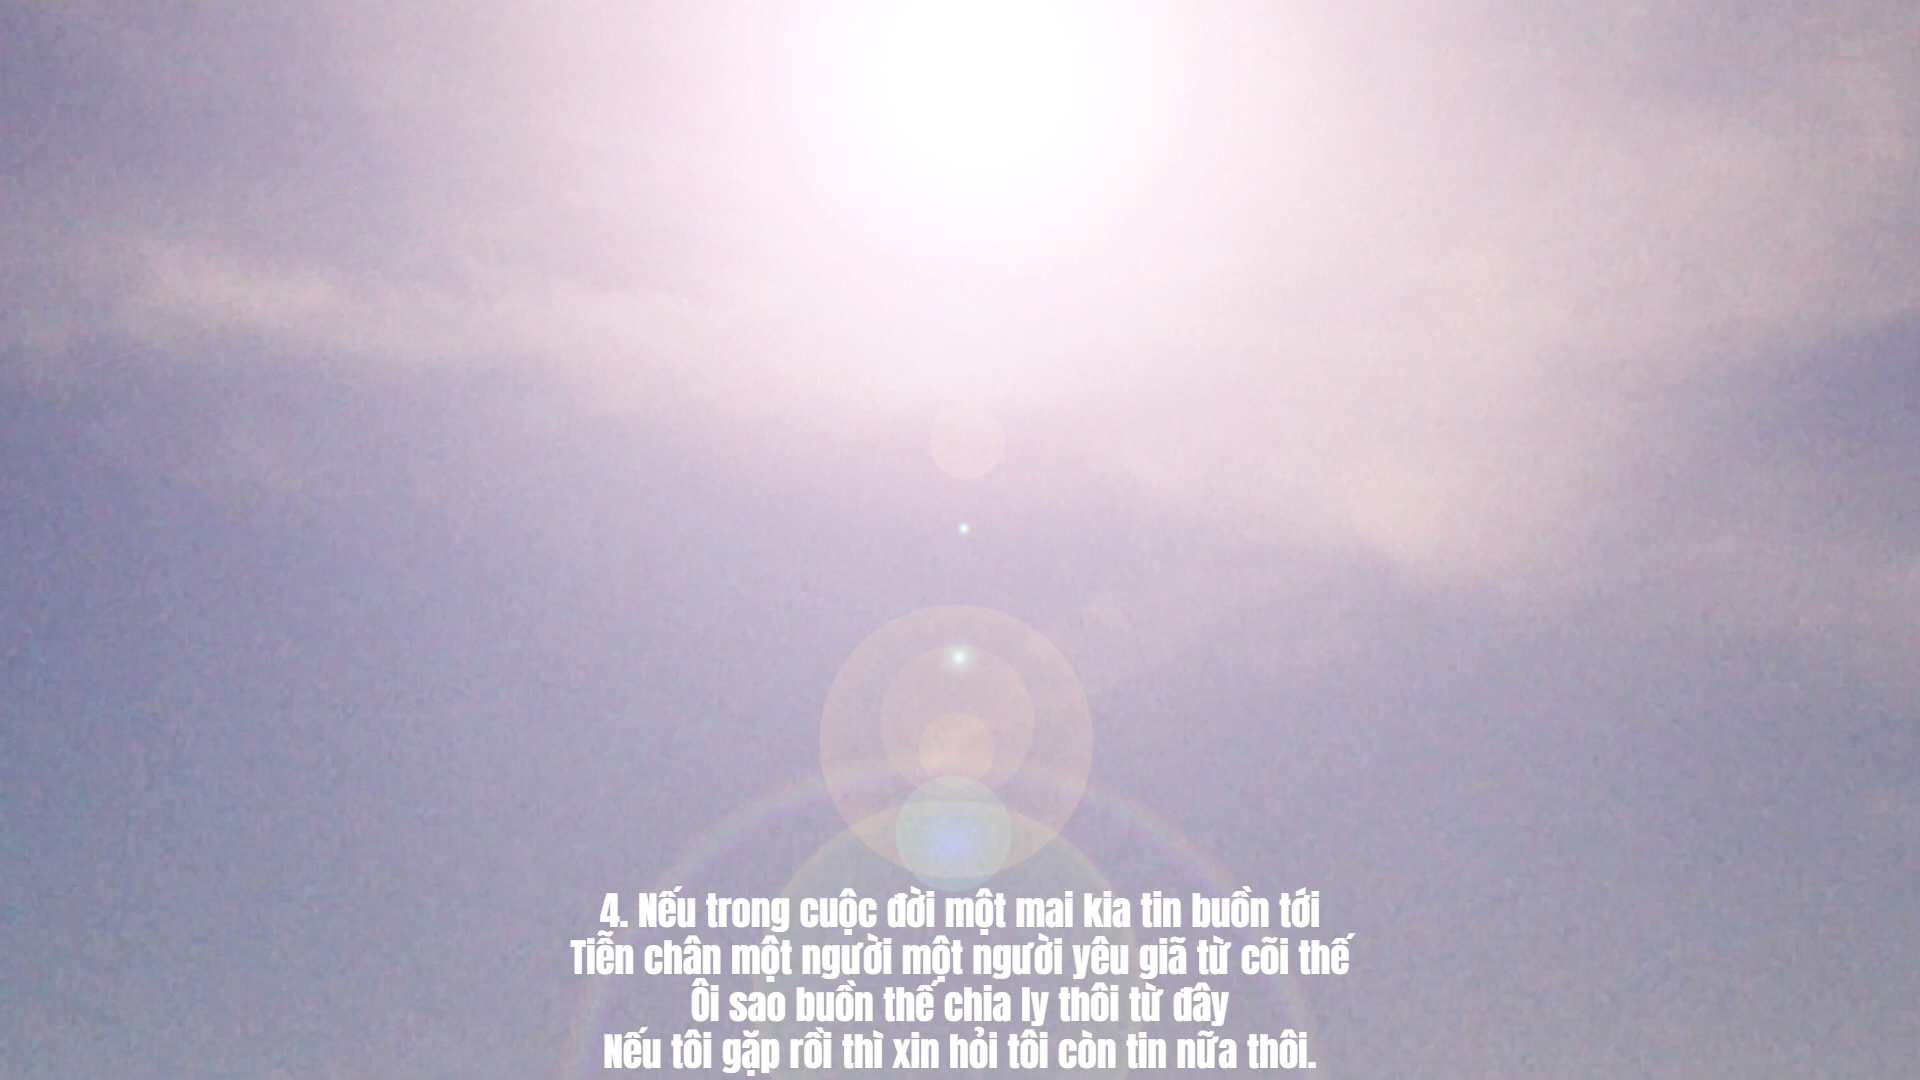 4. Nếu trong cuộc đời một mai kia tin buồn tới
Tiễn chân một người một người yêu giã từ cõi thế
Ôi sao buồn thế chia ly thôi từ đây
Nếu tôi gặp rồi thì xin hỏi tôi còn tin nữa thôi.